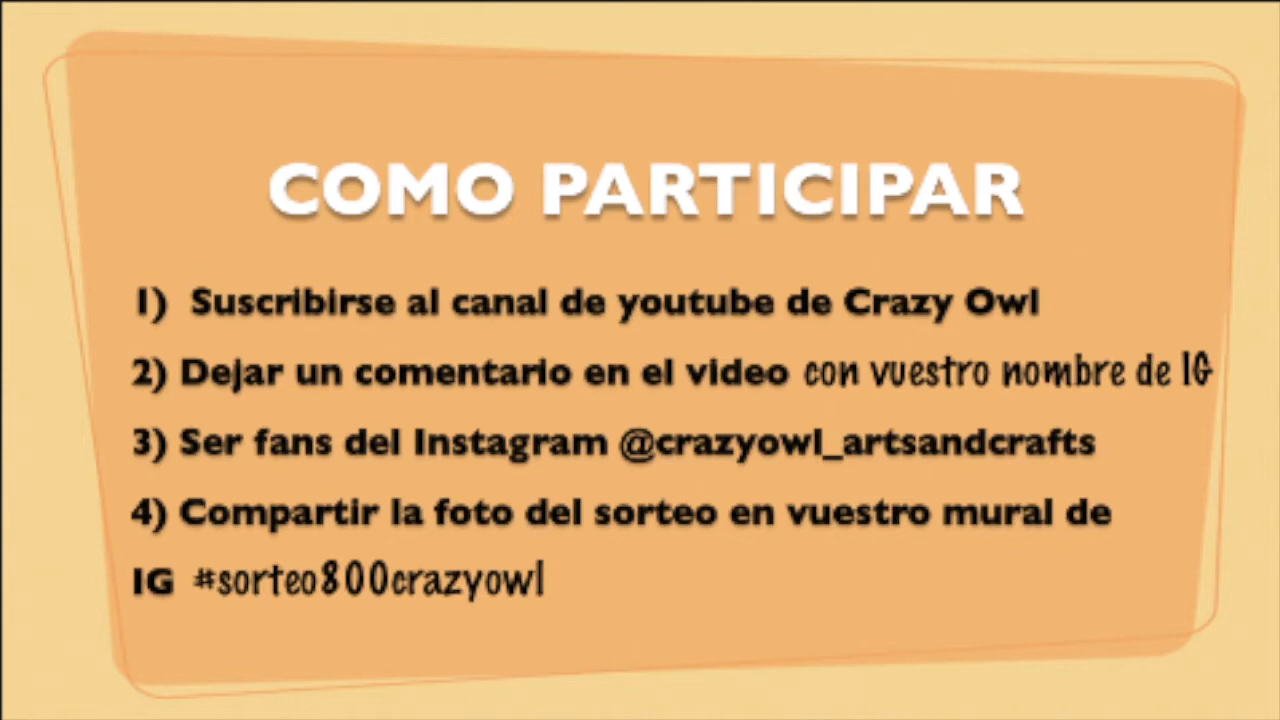 COMO PARTICIPAR
1) Suscribirse al canal de youtube de Crazy Owl
2) Dejar un comentario en el video con vuestro nombre de IG
3) Ser fans del Instagram @crazyowl_artsandcrafts
4) Compartir la foto del sorteo en vuestro mural de
IG #sorteo800crazyowl